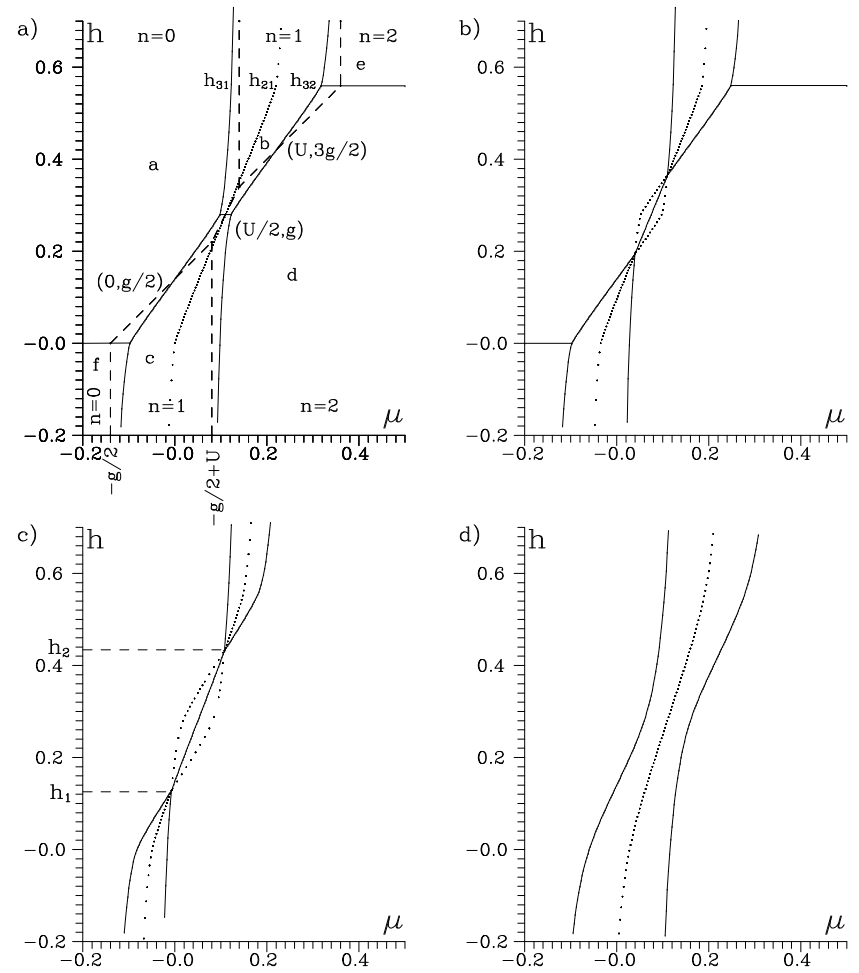 a)
h
n=0
n=1
n=2
e
0.6
h31
h21
h32
b
(U,3g/2)
0.4
a
(U/2,g)
0.2
(0,g/2)
d
-0.0
f
c
n=0
n=1
n=2
μ
-0.2
-0.2
-0.0
0.2
0.4
-g/2
-g/2+U
b)
h
0.6
0.4
0.2
-0.0
μ
-0.2
-0.2
-0.0
0.2
0.4
c)
h
0.6
h2
0.4
0.2
h1
-0.0
μ
-0.2
-0.2
-0.0
0.2
0.4
d)
h
0.6
0.4
0.2
-0.0
μ
-0.2
-0.2
-0.0
0.2
0.4